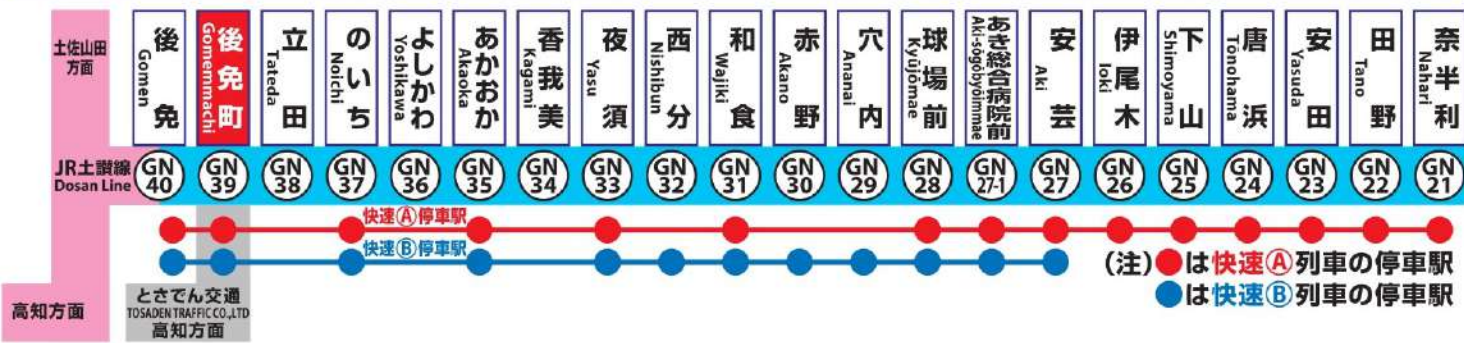 土佐山田
方面
後免
Gomen
後免町
Gomemmachi
立田
Tateda
のいち
Noichi
よしかわ
Yoshikawa
あかおか
Akaoka
香我美
Kagami
夜須
Yasu
西分
Nishibun
和食
Wajiki
赤野
Akano
穴内
Ananai
球場前
Kyūjōmae
あき総合病院前
Aki-sōgōbyōimmae
安芸
Aki
伊尾木
Ioki
下山
Shimoyama
唐浜
Tōnohama
安田
Yasuda
田野
Tano
奈半利
Nahari
JR土讃線
Dosan Line
GN
40
GN
39
GN
38
GN
37
GN
36
GN
35
GN
34
GN
33
GN
32
GN
31
GN
30
GN
29
GN
28
GN
27-1
GN
27
GN
26
GN
25
GN
24
GN
23
GN
22
GN
21
快速Ⓐ停車駅
快速Ⓑ停車駅
(注)●は快速Ⓐ列車の停車駅
●は快速Ⓑ列車の停車駅
高知方面
とさでん交通
TOSADEN TRAFFIC CO.,LTD
高知方面